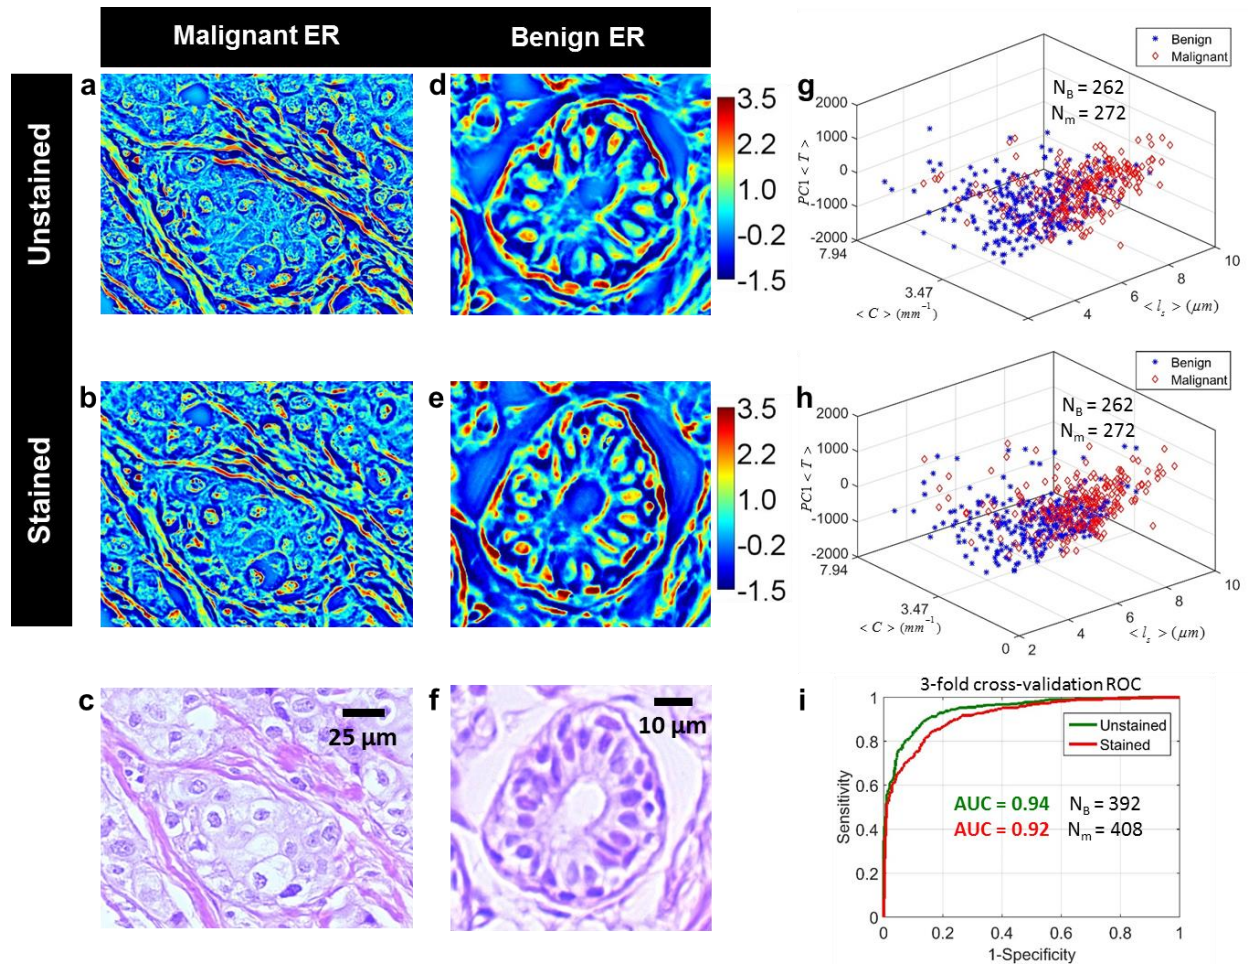 Malignant ER
Benign ER
Unstained
Stained
a
d
3.5
2.2
1.0
-0.2
-1.5
b
e
3.5
2.2
1.0
-0.2
-1.5
c
25 µm
f
10 µm
g
Benign
Malignant
N_B = 262
N_m = 272
2000
1000
0
-1000
-2000
PC1 < T >
7.94
3.47
< C > (mm⁻¹)
4
6
8
10
< l_s > (µm)
h
Benign
Malignant
N_B = 262
N_m = 272
2000
1000
0
-1000
-2000
PC1 < T >
7.94
3.47
0
< C > (mm⁻¹)
2
4
6
8
10
< l_s > (µm)
i
3-fold cross-validation ROC
Unstained
Stained
AUC = 0.94 N_B = 392
AUC = 0.92 N_m = 408
Sensitivity
1
0.8
0.6
0.4
0.2
0
0
0.2
0.4
0.6
0.8
1
1-Specificity